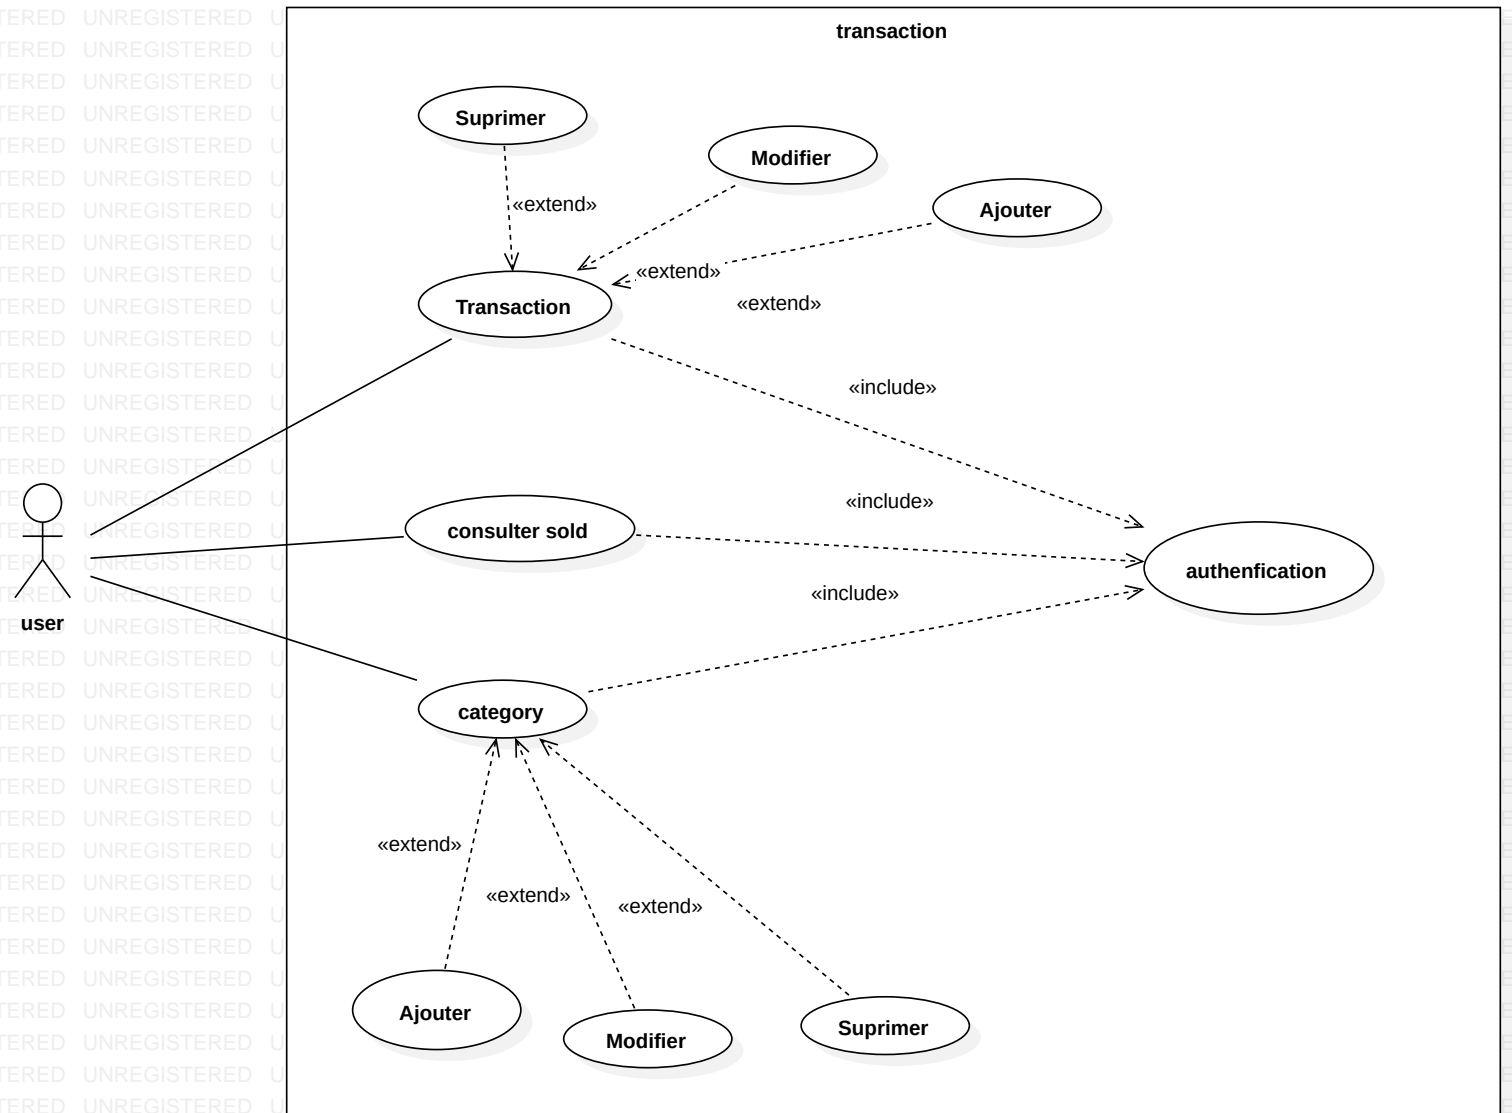 transaction
Suprimer
Modifier
Ajouter
«extend»
«extend»
«extend»
Transaction
«include»
«include»
consulter sold
authenfication
«include»
user
category
«extend»
«extend»
«extend»
Ajouter
Modifier
Suprimer
UNREGISTERED